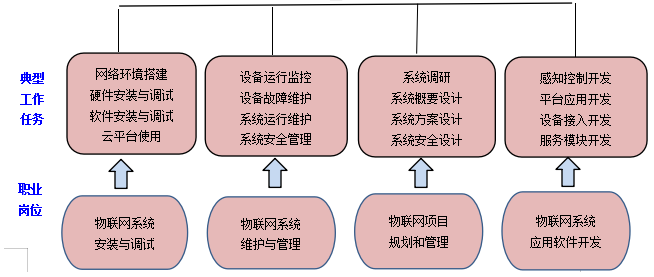 典型
工作
任务
网络环境搭建
硬件安装与调试
软件安装与调试
云平台使用
设备运行监控
设备故障维护
系统运行维护
系统安全管理
系统调研
系统概要设计
系统方案设计
系统安全设计
感知控制开发
平台应用开发
设备接入开发
服务模块开发
职业
岗位
物联网系统
安装与调试
物联网系统
维护与管理
物联网项目
规划和管理
物联网系统
应用软件开发